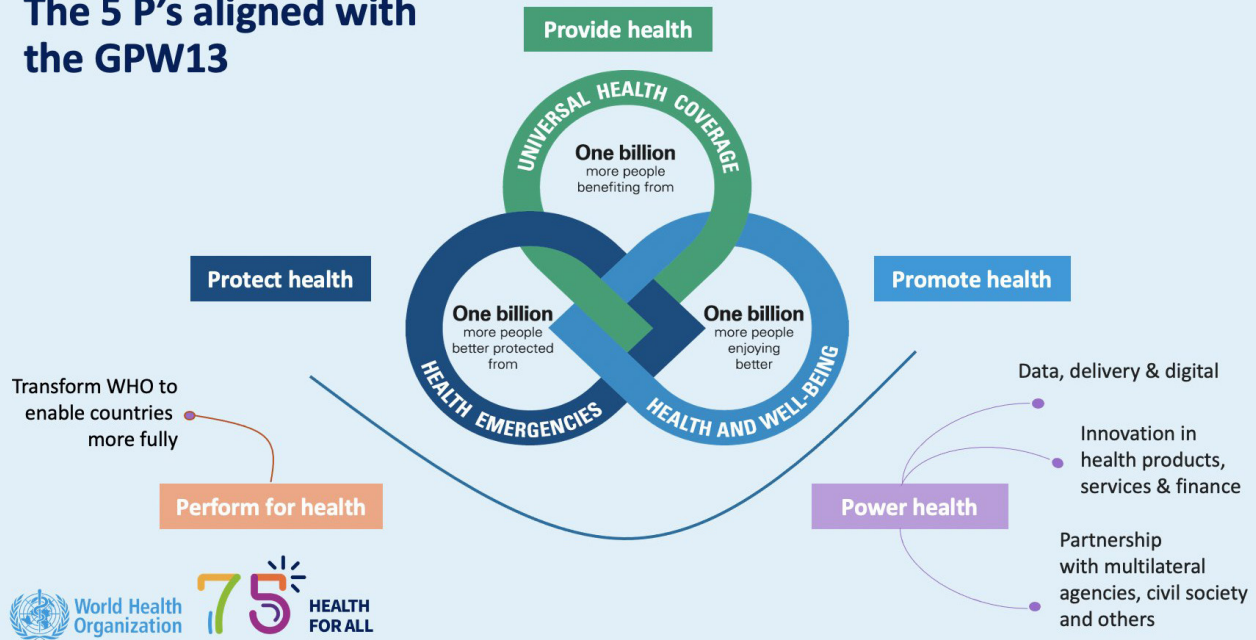 The 5 P's aligned with
the GPW13
Provide health
UNIVERSAL HEALTH COVERAGE
One billion
more people
benefiting from
Protect health
Promote health
One billion
more people
better protected
from
HEALTH EMERGENCIES
One billion
more people
enjoying
better
HEALTH AND WELL-BEING
Transform WHO to
enable countries
more fully
Perform for health
Data, delivery & digital
Innovation in
health products,
services & finance
Power health
Partnership
with multilateral
agencies, civil society
and others
World Health
Organization
75
HEALTH
FOR ALL